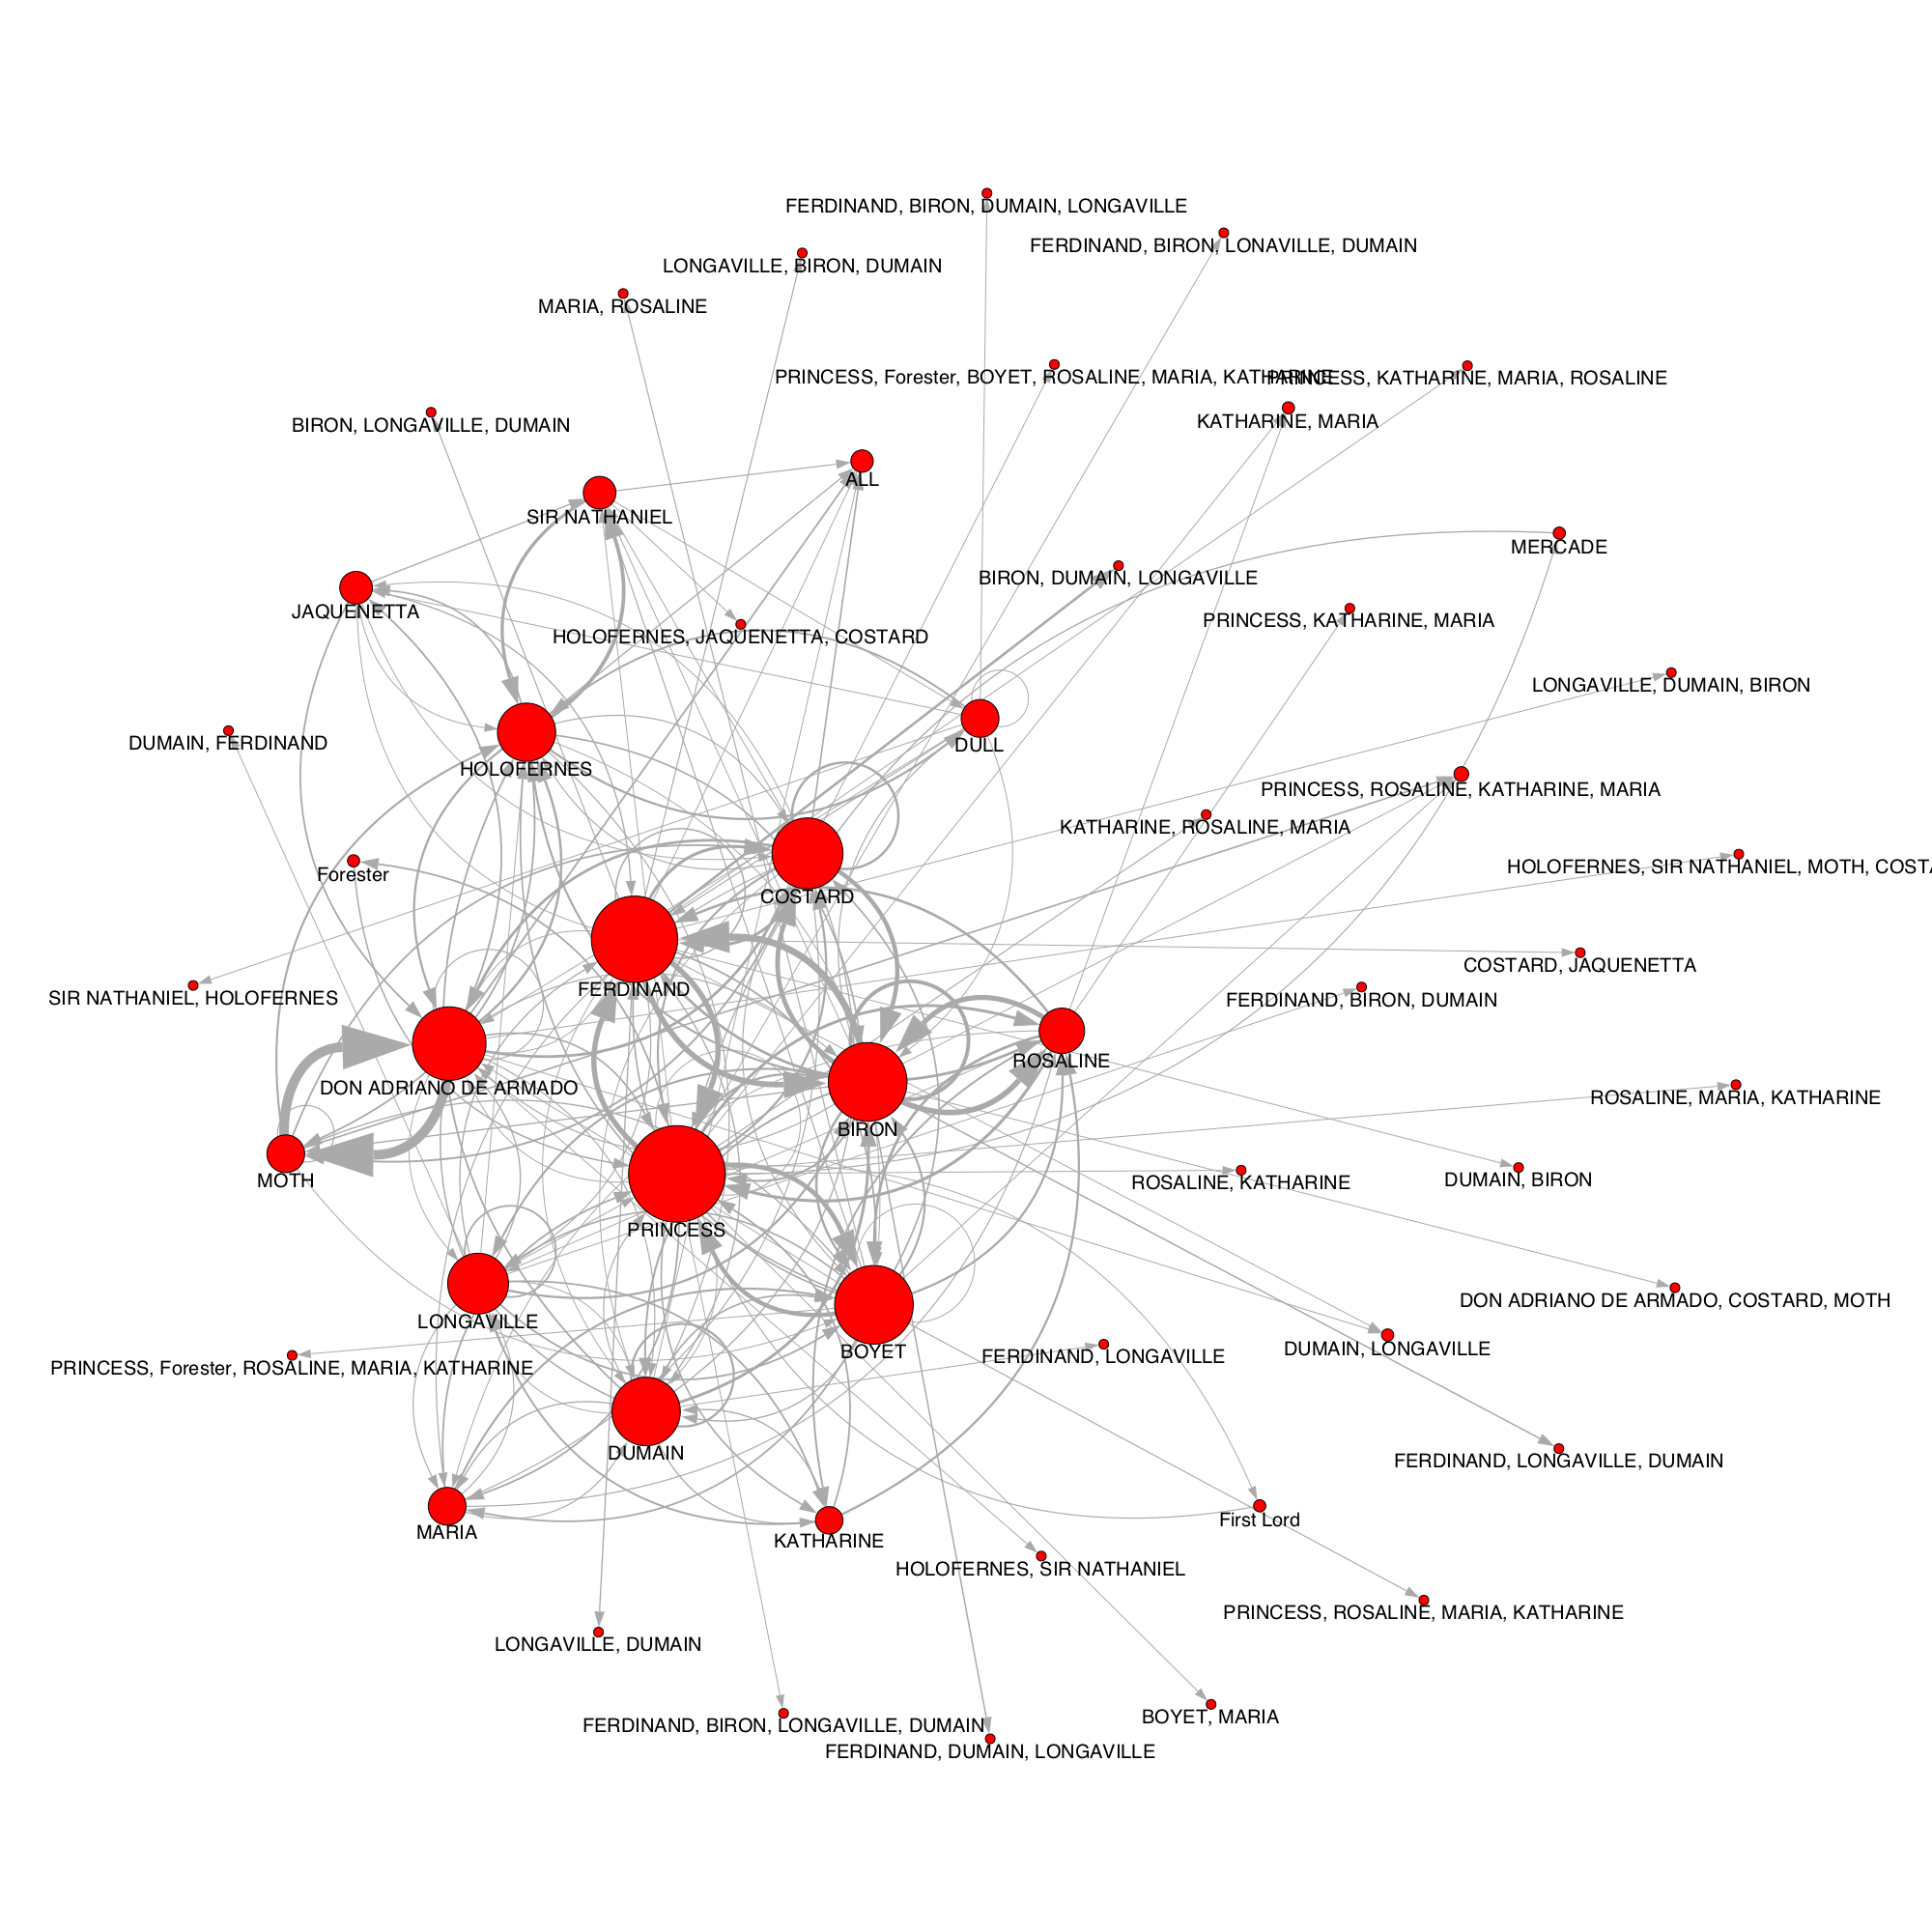 FERDINAND, BIRON, DUMAIN, LONGAVILLE
FERDINAND, BIRON, LONAVILLE, DUMAIN
LONGAVILLE, BIRON, DUMAIN
MARIA, ROSALINE
PRINCESS, Forester, BOYET, ROSALINE, MARIA, KATHARINE
PRINCESS, KATHARINE, MARIA, ROSALINE
KATHARINE, MARIA
BIRON, LONGAVILLE, DUMAIN
ALL
SIR NATHANIEL
MERCADE
BIRON, DUMAIN, LONGAVILLE
JAQUENETTA
PRINCESS, KATHARINE, MARIA
HOLOFERNES, JAQUENETTA, COSTARD
LONGAVILLE, DUMAIN, BIRON
DUMAIN, FERDINAND
DULL
HOLOFERNES
PRINCESS, ROSALINE, KATHARINE, MARIA
KATHARINE, ROSALINE, MARIA
HOLOFERNES, SIR NATHANIEL, MOTH, COSTA
Forester
COSTARD
COSTARD, JAQUENETTA
FERDINAND
SIR NATHANIEL, HOLOFERNES
FERDINAND, BIRON, DUMAIN
ROSALINE
DON ADRIANO DE ARMADO
ROSALINE, MARIA, KATHARINE
BIRON
MOTH
DUMAIN, BIRON
ROSALINE, KATHARINE
PRINCESS
DON ADRIANO DE ARMADO, COSTARD, MOTH
LONGAVILLE
DUMAIN, LONGAVILLE
BOYET
FERDINAND, LONGAVILLE
PRINCESS, Forester, ROSALINE, MARIA, KATHARINE
DUMAIN
FERDINAND, LONGAVILLE, DUMAIN
First Lord
MARIA
KATHARINE
HOLOFERNES, SIR NATHANIEL
PRINCESS, ROSALINE, MARIA, KATHARINE
LONGAVILLE, DUMAIN
BOYET, MARIA
FERDINAND, BIRON, LONGAVILLE, DUMAIN
FERDINAND, DUMAIN, LONGAVILLE